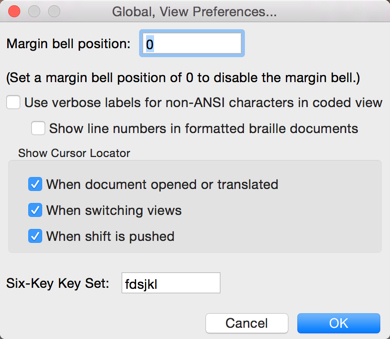 Global, View Preferences...
Margin bell position: 0
(Set a margin bell position of 0 to disable the margin bell.)
Use verbose labels for non-ANSI characters in coded view
Show line numbers in formatted braille documents
Show Cursor Locator
When document opened or translated
When switching views
When shift is pushed
Six-Key Key Set: fdsjkl
Cancel OK